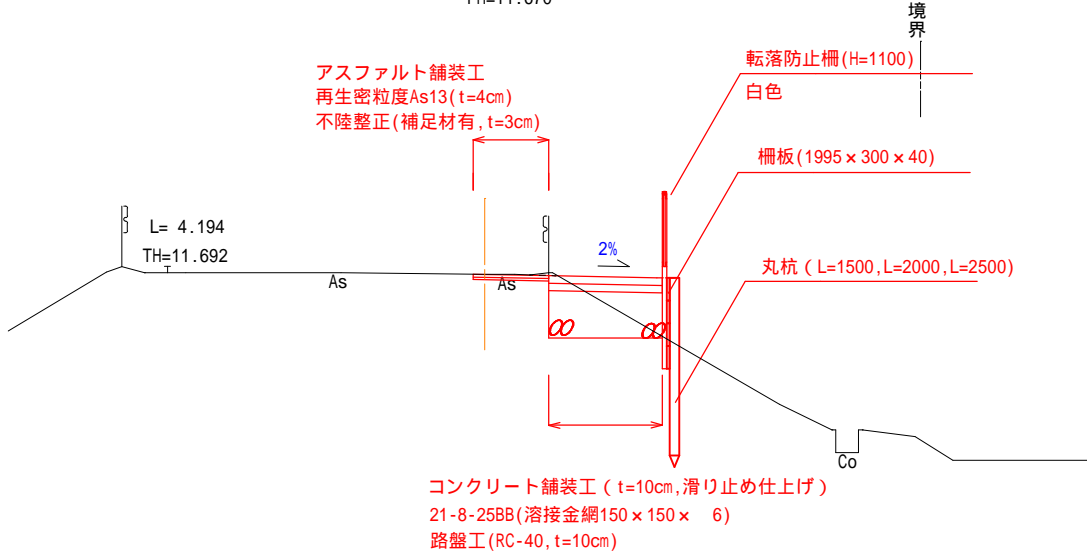 境界
転落防止柵(H=1100)
白色
アスファルト舗装工
再生密粒度As13(t=4cm)
不陸整正(補足材有,t=3cm)
柵板(1995×300×40)
L= 4.194
TH=11.692
2%
丸杭（L=1500,L=2000,L=2500)
As
As
Co
コンクリート舗装工（t=10cm,滑り止め仕上げ）
21-8-25BB(溶接金網150×150×　6)
路盤工(RC-40,t=10cm)